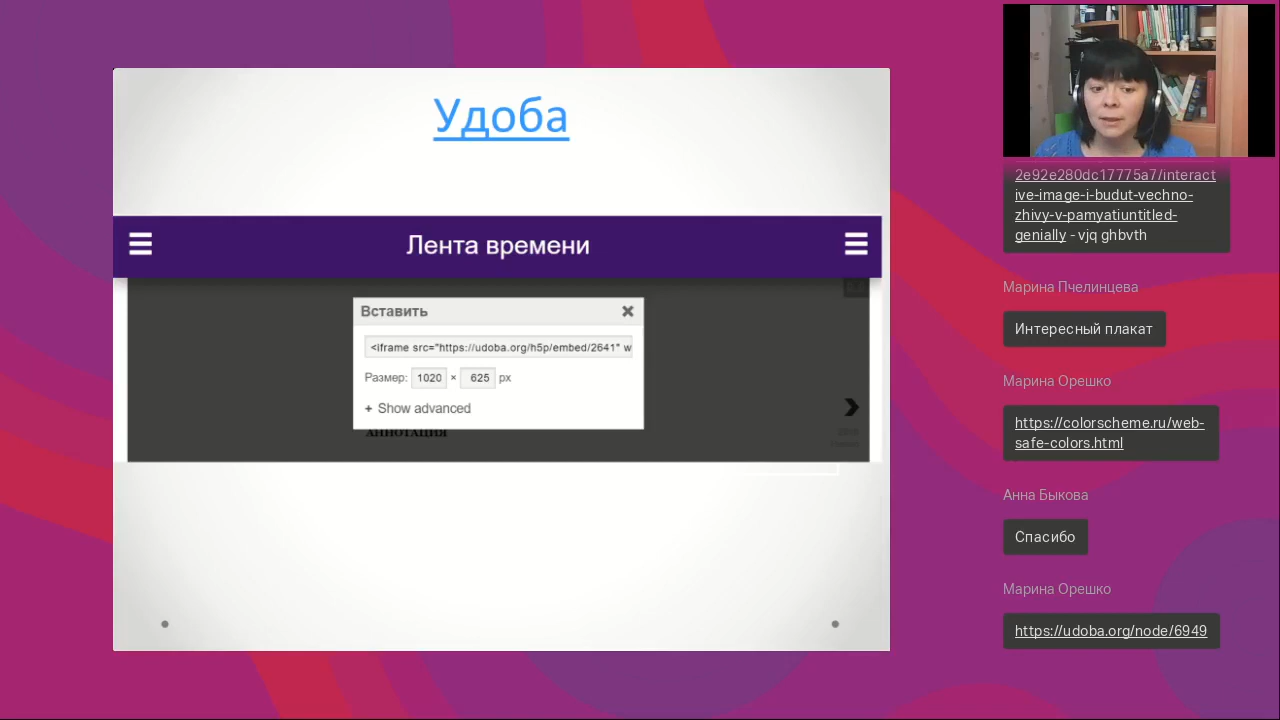 Удоба
Лента времени
Вставить
<iframe src="https://udoba.org/h5p/embed/2641" w
Размер: 1020 × 625 px
+ Show advanced
АННОТАЦИЯ
2e92e280dc17775a7/interact
ive-image-i-budut-vechno-
zhivy-v-pamyatiuntitled-
genially - vjq ghbvth
Марина Пчелинцева
Интересный плакат
Марина Орешко
https://colorscheme.ru/web-
safe-colors.html
Анна Быкова
Спасибо
Марина Орешко
https://udoba.org/node/6949